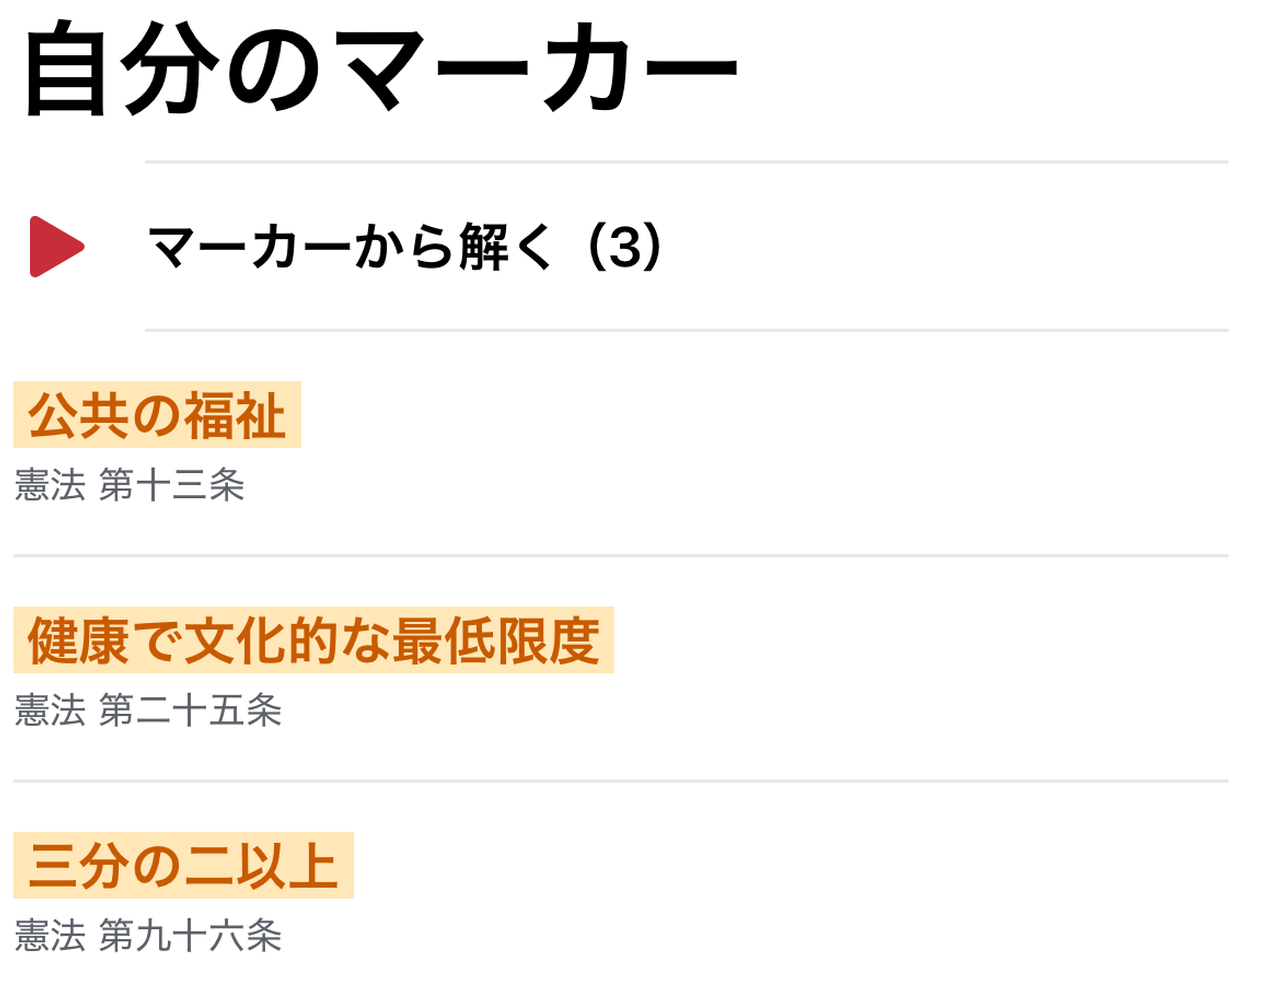 自分のマーカー
マーカーから解く（3）
公共の福祉
憲法 第十三条
健康で文化的な最低限度
憲法 第二十五条
三分の二以上
憲法 第九十六条